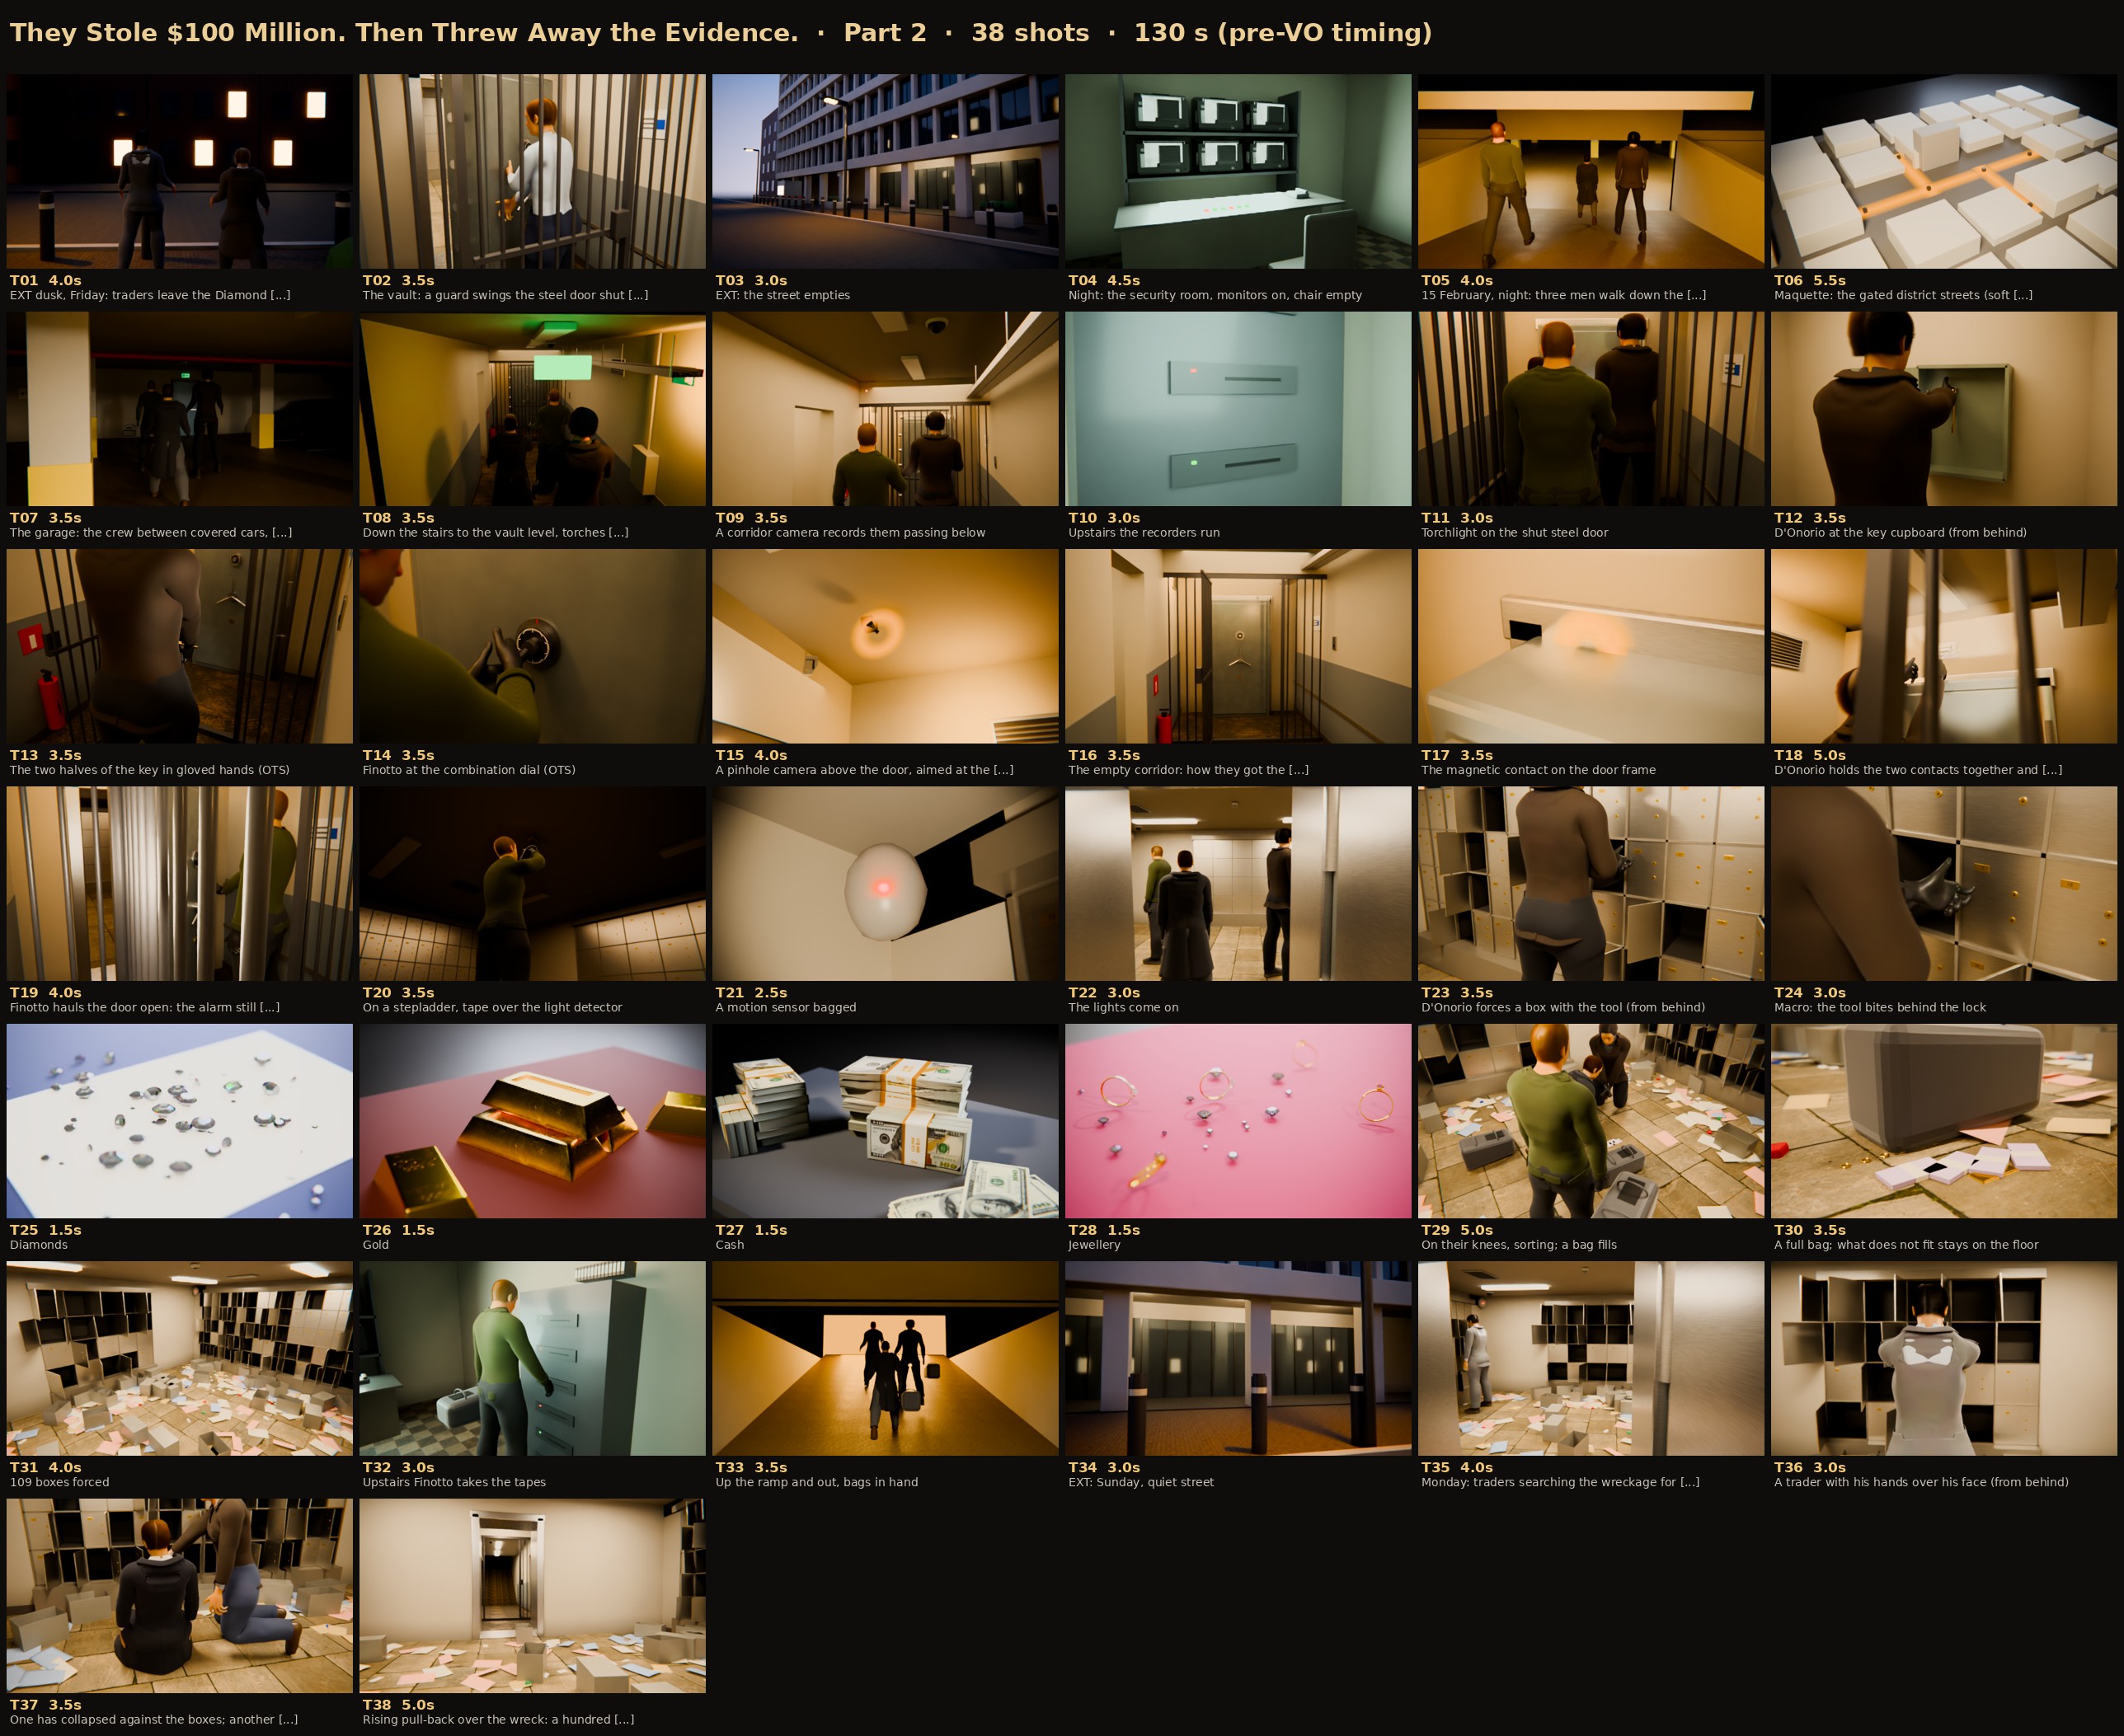 They Stole $100 Million. Then Threw Away the Evidence. · Part 2 · 38 shots · 130 s (pre-VO timing)
T01 4.0s
EXT dusk, Friday: traders leave the Diamond [...]
T02 3.5s
The vault: a guard swings the steel door shut [...]
T03 3.0s
EXT: the street empties
T04 4.5s
Night: the security room, monitors on, chair empty
T05 4.0s
15 February, night: three men walk down the [...]
T06 5.5s
Maquette: the gated district streets (soft [...]
T07 3.5s
The garage: the crew between covered cars, [...]
T08 3.5s
Down the stairs to the vault level, torches [...]
T09 3.5s
A corridor camera records them passing below
T10 3.0s
Upstairs the recorders run
T11 3.0s
Torchlight on the shut steel door
T12 3.5s
D'Onorio at the key cupboard (from behind)
T13 3.5s
The two halves of the key in gloved hands (OTS)
T14 3.5s
Finotto at the combination dial (OTS)
T15 4.0s
A pinhole camera above the door, aimed at the [...]
T16 3.5s
The empty corridor: how they got the [...]
T17 3.5s
The magnetic contact on the door frame
T18 5.0s
D'Onorio holds the two contacts together and [...]
T19 4.0s
Finotto hauls the door open: the alarm still [...]
T20 3.5s
On a stepladder, tape over the light detector
T21 2.5s
A motion sensor bagged
T22 3.0s
The lights come on
T23 3.5s
D'Onorio forces a box with the tool (from behind)
T24 3.0s
Macro: the tool bites behind the lock
T25 1.5s
Diamonds
T26 1.5s
Gold
T27 1.5s
Cash
T28 1.5s
Jewellery
T29 5.0s
On their knees, sorting; a bag fills
T30 3.5s
A full bag; what does not fit stays on the floor
T31 4.0s
109 boxes forced
T32 3.0s
Upstairs Finotto takes the tapes
T33 3.5s
Up the ramp and out, bags in hand
T34 3.0s
EXT: Sunday, quiet street
T35 4.0s
Monday: traders searching the wreckage for [...]
T36 3.0s
A trader with his hands over his face (from behind)
T37 3.5s
One has collapsed against the boxes; another [...]
T38 5.0s
Rising pull-back over the wreck: a hundred [...]